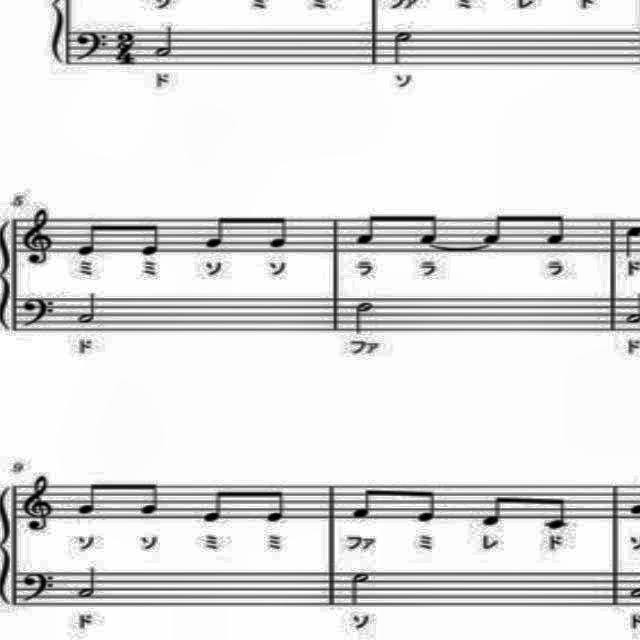 ソ ミ ミ ファ ミ レ ド
2
4
ド ソ
5
ミ ミ ソ ソ ラ ラ ラ ド
ド ファ ド
9
ソ ソ ミ ミ ファ ミ レ ド ソ
ド ソ ド